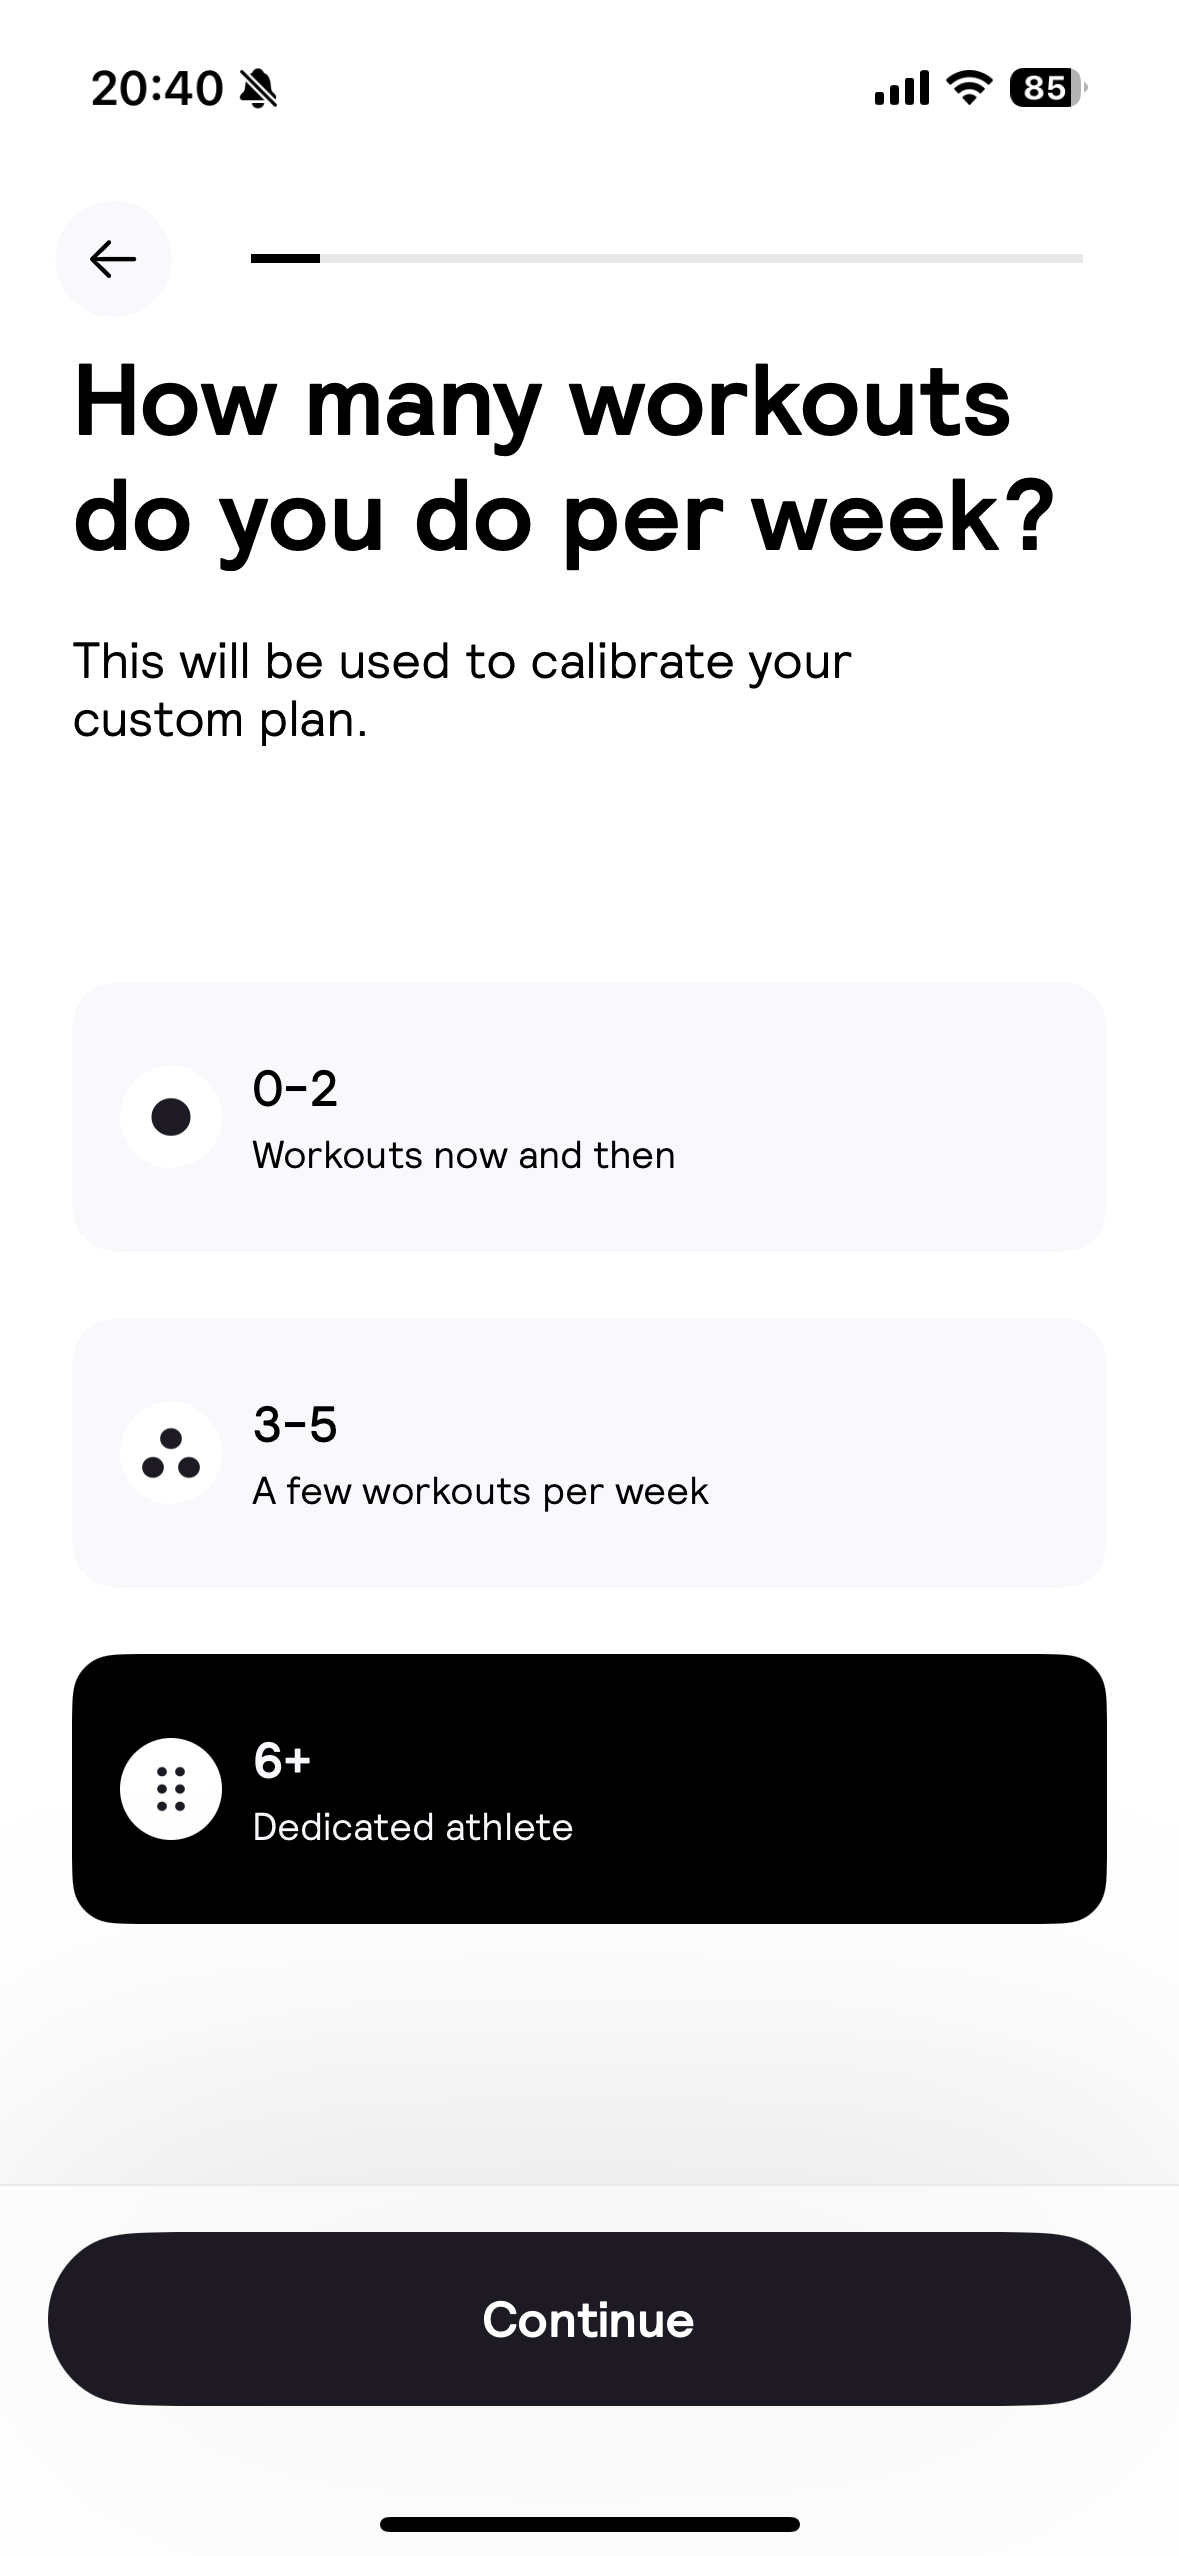 20:40
85
How many workouts
do you do per week?
This will be used to calibrate your
custom plan.
0-2
Workouts now and then
3-5
A few workouts per week
6+
Dedicated athlete
Continue